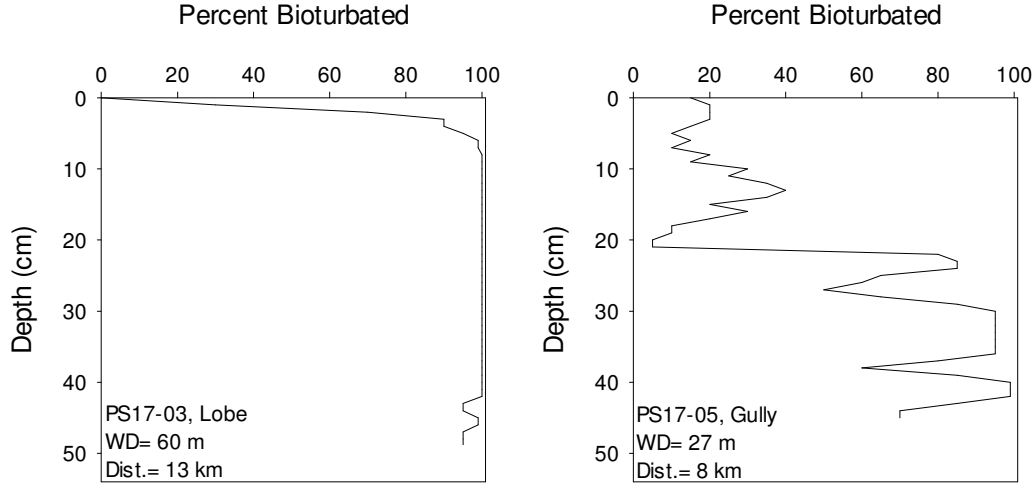 Percent Bioturbated
0 20 40 60 80 100
0
10
20
30
40
50
Depth (cm)
PS17-03, Lobe
WD= 60 m
Dist.= 13 km
Percent Bioturbated
0 20 40 60 80 100
0
10
20
30
40
50
Depth (cm)
PS17-05, Gully
WD= 27 m
Dist.= 8 km